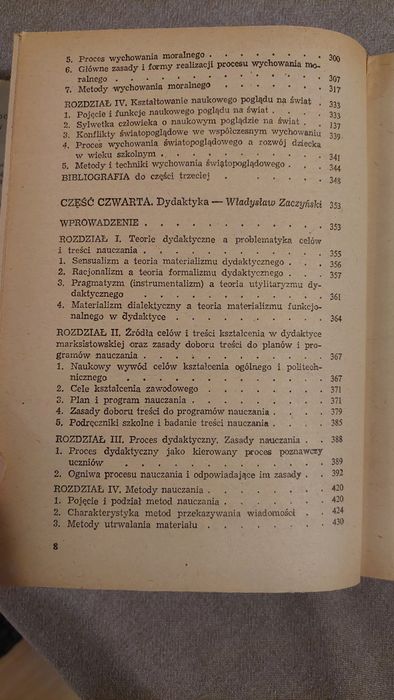 5. Proces wychowania moralnego . . . . . . . 300
6. Główne zasady i formy realizacji procesu wychowania mo-
ralnego . . . . . . . . . . . . 307
7. Metody wychowania moralnego . . . . . . 317
ROZDZIAŁ IV. Kształtowanie naukowego poglądu na świat . 333
1. Pojęcie i funkcje naukowego poglądu na świat . . . 333
2. Sylwetka człowieka o naukowym poglądzie na świat . . 137
3. Konflikty światopoglądowe we współczesnym wychowaniu 339
4. Proces wychowania światopoglądowego a rozwój dziecka
w wieku szkolnym . . . . . . . . . . 341
5. Metody i techniki wychowania światopoglądowego . . . 344
BIBLIOGRAFIA do części trzeciej . . . . . . 348
CZĘŚĆ CZWARTA. Dydaktyka — Władysław Zaczyński 353
WPROWADZENIE . . . . . . . . . . 353
ROZDZIAŁ I. Teorie dydaktyczne a problematyka celów
i treści nauczania . . . . . . . . . . 355
1. Sensualizm a teoria materializmu dydaktycznego . . . 356
2. Racjonalizm a teoria formalizmu dydaktycznego . . . 357
3. Pragmatyzm (instrumentalizm) a teoria utylitaryzmu dy-
daktycznego . . . . . . . . . . . 361
4. Materializm dialektyczny a teoria materializmu funkcjo-
nalnego w dydaktyce . . . . . . . . . 364
ROZDZIAŁ II. Źródła celów i treści kształcenia w dydaktyce
marksistowskiej oraz zasady doboru treści do planów i pro-
gramów nauczania . . . . . . . . . . 367
1. Naukowy wywód celów kształcenia ogólnego i politech-
nicznego . . . . . . . . . . . . 367
2. Cele kształcenia zawodowego . . . . . . . 371
3. Plan i program nauczania . . . . . . . . 371
4. Zasady doboru treści do programów nauczania . . . 379
5. Podręczniki szkolne i badanie treści nauczania . . . 385
ROZDZIAŁ III. Proces dydaktyczny. Zasady nauczania . . 388
1. Proces dydaktyczny jako kierowany proces poznawczy
uczniów . . . . . . . . . . . . 389
2. Ogniwa procesu nauczania i odpowiadające im zasady . 392
ROZDZIAŁ IV. Metody nauczania . . . . . . . 420
1. Pojęcie i podział metod nauczania . . . . . . 420
2. Charakterystyka metod przekazywania wiadomości . . 424
3. Metody utrwalania materiału . . . . . . . 430
8